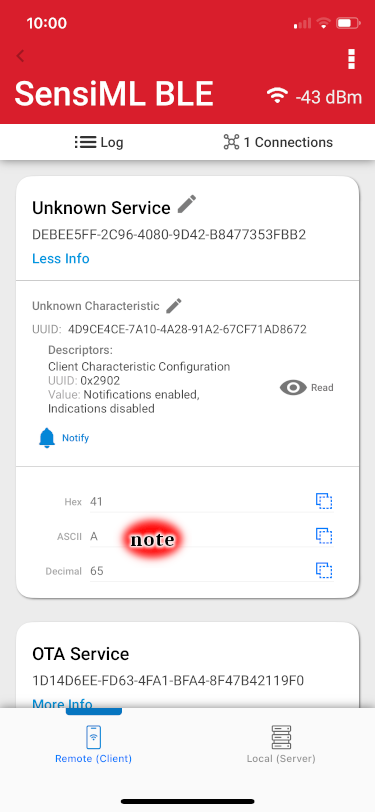 10:00
SensiML BLE
-43 dBm
Log
1 Connections
Unknown Service
DEBEE5FF-2C96-4080-9D42-B8477353FBB2
Less Info
Unknown Characteristic
UUID: 4D9CE4CE-7A10-4A28-91A2-67CF71AD8672
Descriptors:
Client Characteristic Configuration
UUID: 0x2902
Value: Notifications enabled,
Indications disabled
Read
Notify
Hex 41
ASCII A
note
Decimal 65
OTA Service
1D14D6EE-FD63-4FA1-BFA4-8F47B42119F0
More Info
Remote (Client)
Local (Server)